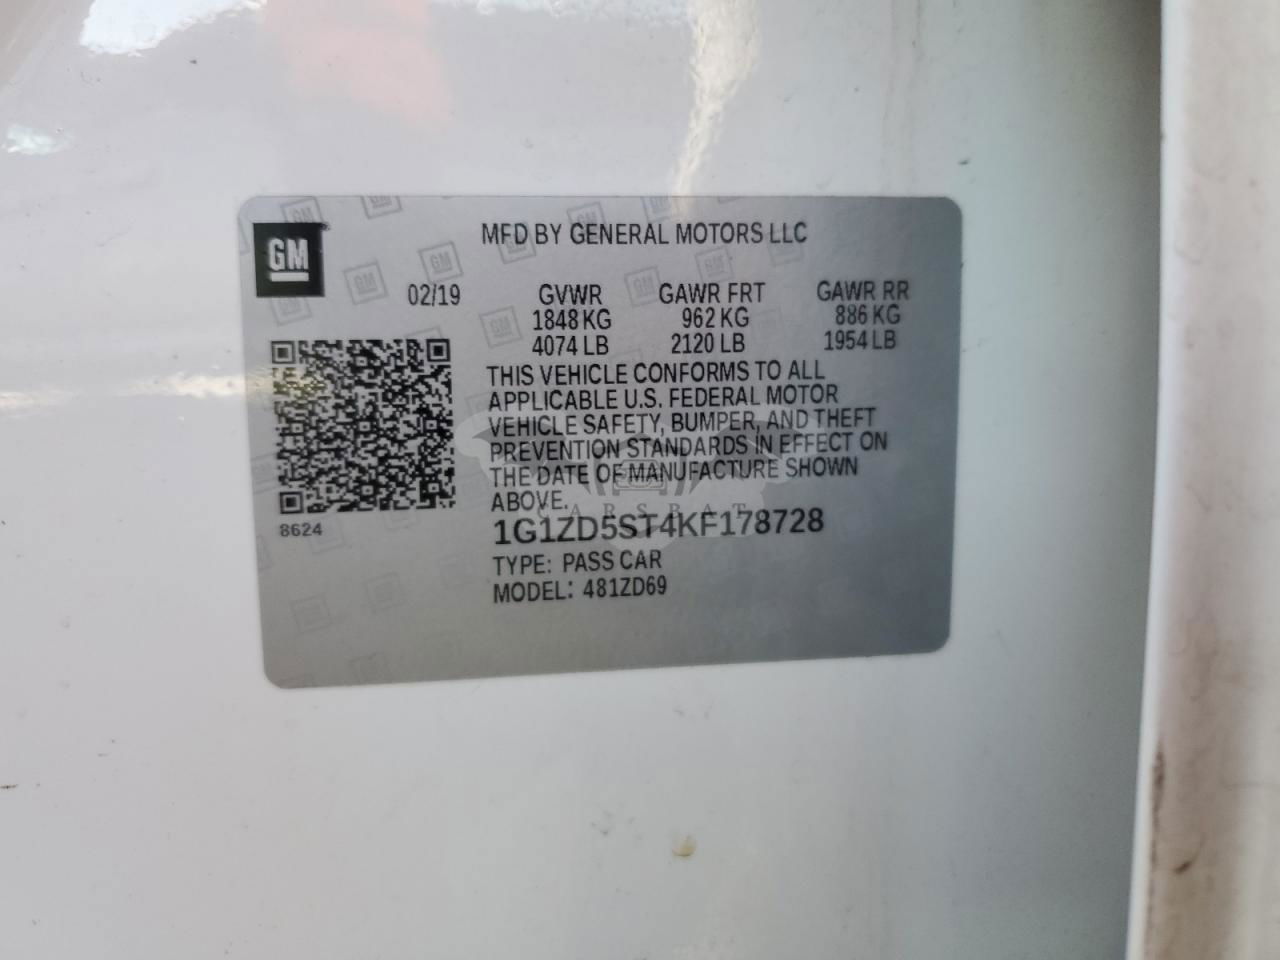 MFD BY GENERAL MOTORS LLC
GM
02/19 GVWR GAWR FRT GAWR RR
1848 KG 962 KG 886 KG
4074 LB 2120 LB 1954 LB
THIS VEHICLE CONFORMS TO ALL
APPLICABLE U.S. FEDERAL MOTOR
VEHICLE SAFETY, BUMPER, AND THEFT
PREVENTION STANDARDS IN EFFECT ON
THE DATE OF MANUFACTURE SHOWN
ABOVE.
CARSBAT
1G1ZD5ST4KF178728
8624
TYPE: PASS CAR
MODEL: 481ZD69